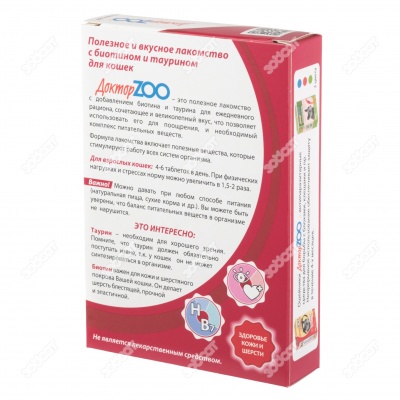 Полезное и вкусное лакомство
с биотином и таурином
для кошек
Доктор ZOO – это полезное лакомство
с добавлением биотина и таурина для ежедневного
рациона, сочетающее и великолепный вкус, что позволяет
использовать его для поощрения, и необходимый
комплекс питательных веществ.
Формула лакомства включает полезные вещества, которые
стимулируют работу всех систем организма.
Для взрослых кошек: 4-6 таблеток в день. При физических
нагрузках и стрессах норму можно увеличить в 1,5-2 раза.
Важно! Можно давать при любом способе питания
(натуральная пища, сухие корма и др.). Вы можете быть
уверены, что баланс питательных веществ в организме
не нарушится.
ЭТО ИНТЕРЕСНО:
Таурин – необходим для хорошего зрения.
Помните, что таурин должен обязательно
поступать извне, т.к. у кошек он не может
синтезироваться в организме.
Биотин важен для кожи и шерстяного
покрова Вашей кошки. Он делает
шерсть блестящей, прочной
и эластичной.
H B7
ЗДОРОВЬЕ
КОЖИ И
ШЕРСТИ
Не является лекарственным средством.